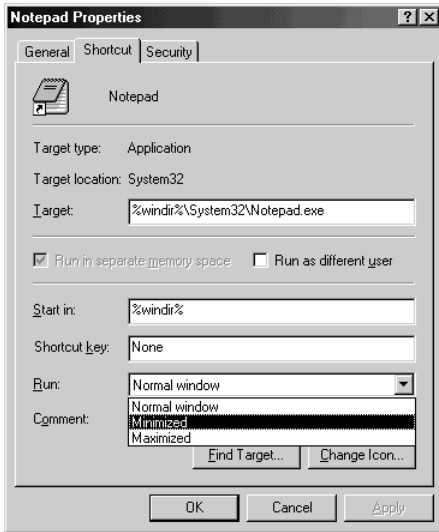 Notepad Properties
General Shortcut Security
Notepad
Target type: Application
Target location: System32
Target: %windir%\System32\Notepad.exe
Run in separate memory space Run as different user
Start in: %windir%
Shortcut key: None
Run: Normal window
Normal window
Comment: Minimized
Maximized
Find Target... Change Icon...
OK Cancel Apply